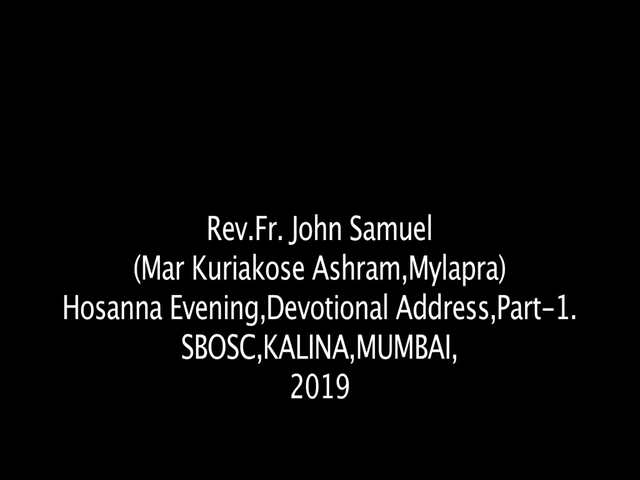 Rev.Fr. John Samuel
(Mar Kuriakose Ashram,Mylapra)
Hosanna Evening,Devotional Address,Part-1.
SBOSC,KALINA,MUMBAI,
2019